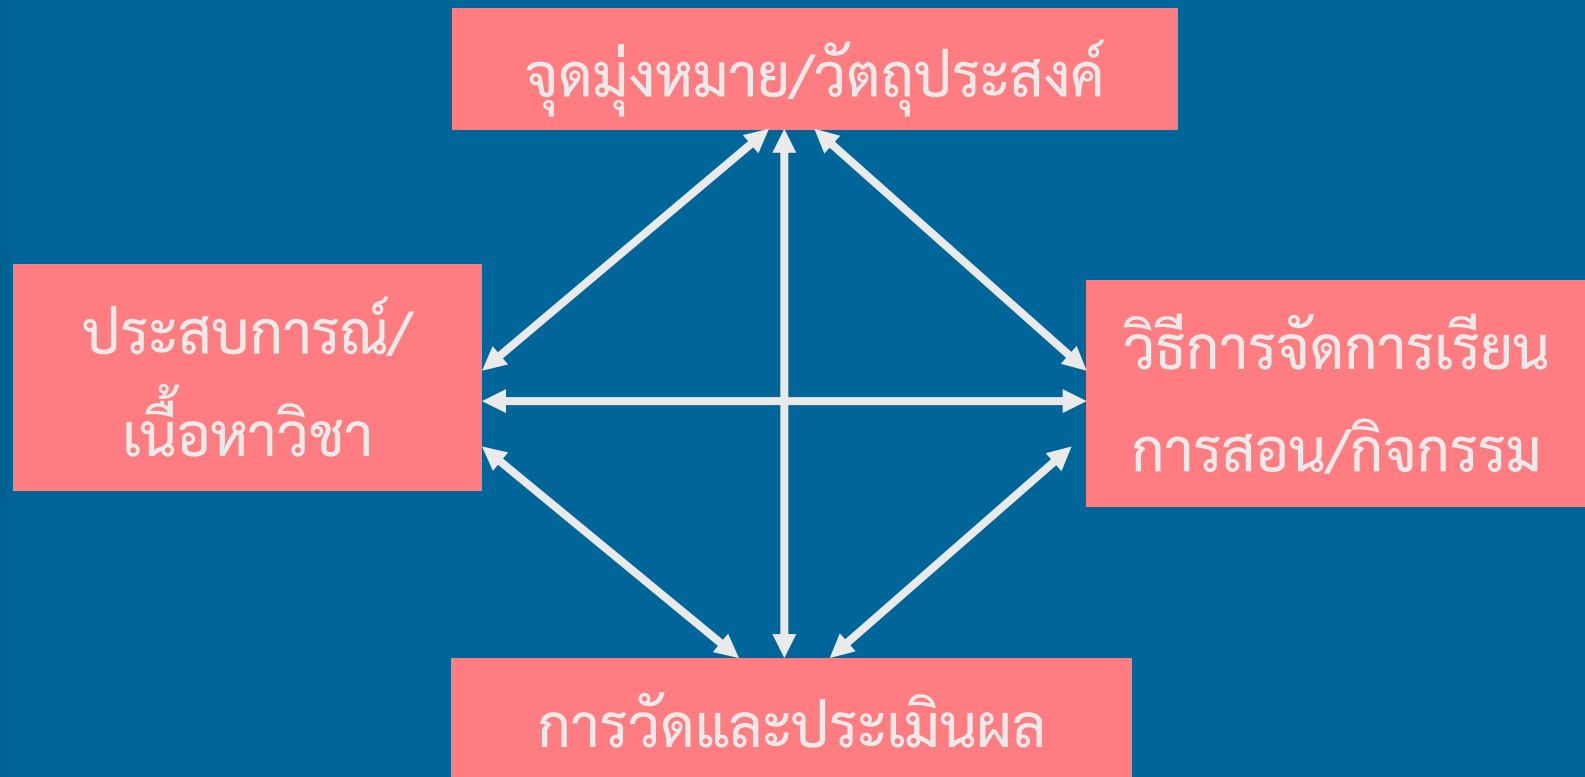 จุดมุ่งหมาย/วัตถุประสงค์
ประสบการณ์/
เนื้อหาวิชา
วิธีการจัดการเรียน
การสอน/กิจกรรม
การวัดและประเมินผล